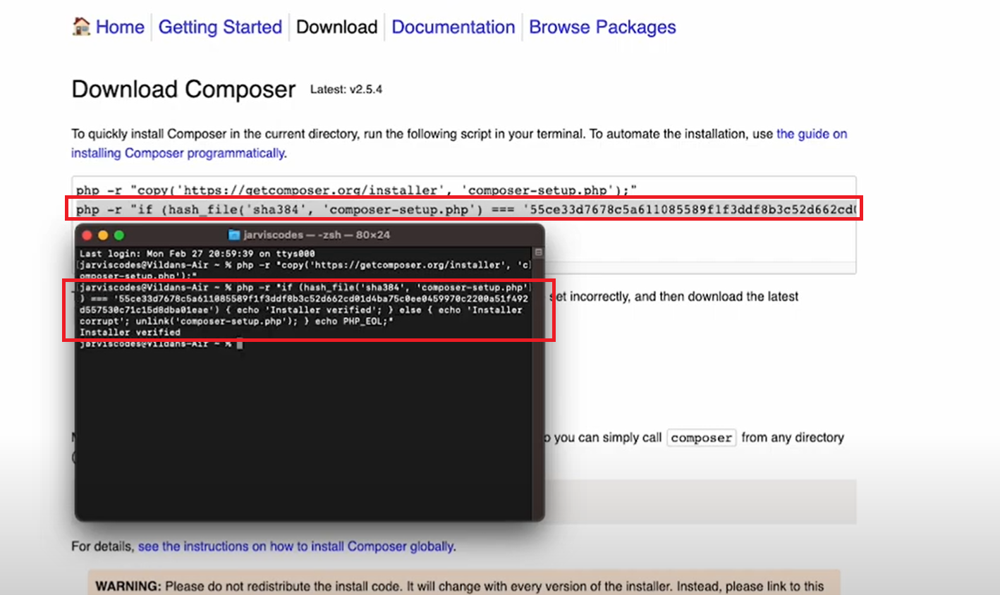 Home Getting Started Download Documentation Browse Packages
Download Composer Latest: v2.5.4
To quickly install Composer in the current directory, run the following script in your terminal. To automate the installation, use the guide on
installing Composer programmatically.
php -r "copy('https://getcomposer.org/installer', 'composer-setup.php');"
php -r "if (hash_file('sha384', 'composer-setup.php') === '55ce33d7678c5a611085589f1f3ddf8b3c52d662cd0
jarviscodes — -zsh — 80×24
Last login: Mon Feb 27 20:59:39 on ttys000
[jarviscodes@Vildans-Air ~ % php -r "copy('https://getcomposer.org/installer', 'c]
omposer-setup.php');"
[jarviscodes@Vildans-Air ~ % php -r "if (hash_file('sha384', 'composer-setup.php']
) === '55ce33d7678c5a611085589f1f3ddf8b3c52d662cd01d4ba75c0ee0459970c2200a51f492
d557530c71c15d8dba01eae') { echo 'Installer verified'; } else { echo 'Installer
corrupt'; unlink('composer-setup.php'); } echo PHP_EOL;"
Installer verified
jarviscodes@Vildans-Air ~ %
set incorrectly, and then download the latest
you can simply call composer from any directory
For details, see the instructions on how to install Composer globally.
WARNING: Please do not redistribute the install code. It will change with every version of the installer. Instead, please link to this